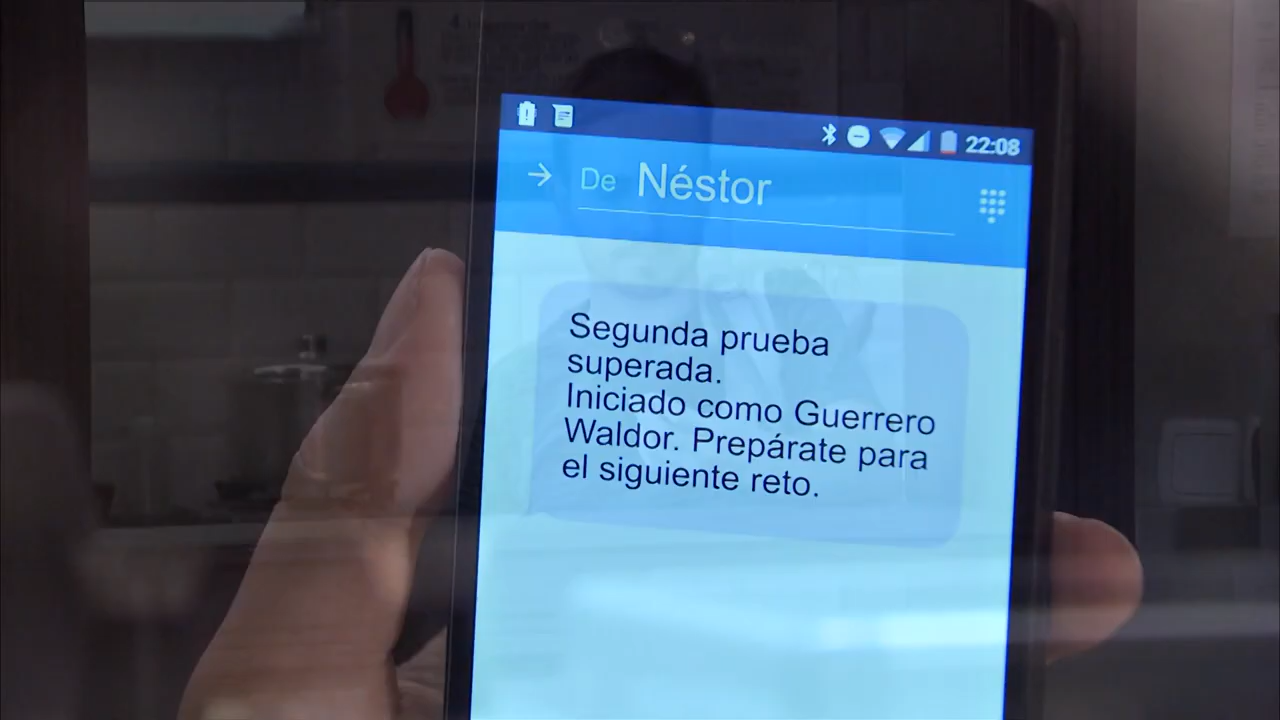 22:08
De Néstor
Segunda prueba
superada.
Iniciado como Guerrero
Waldor. Prepárate para
el siguiente reto.